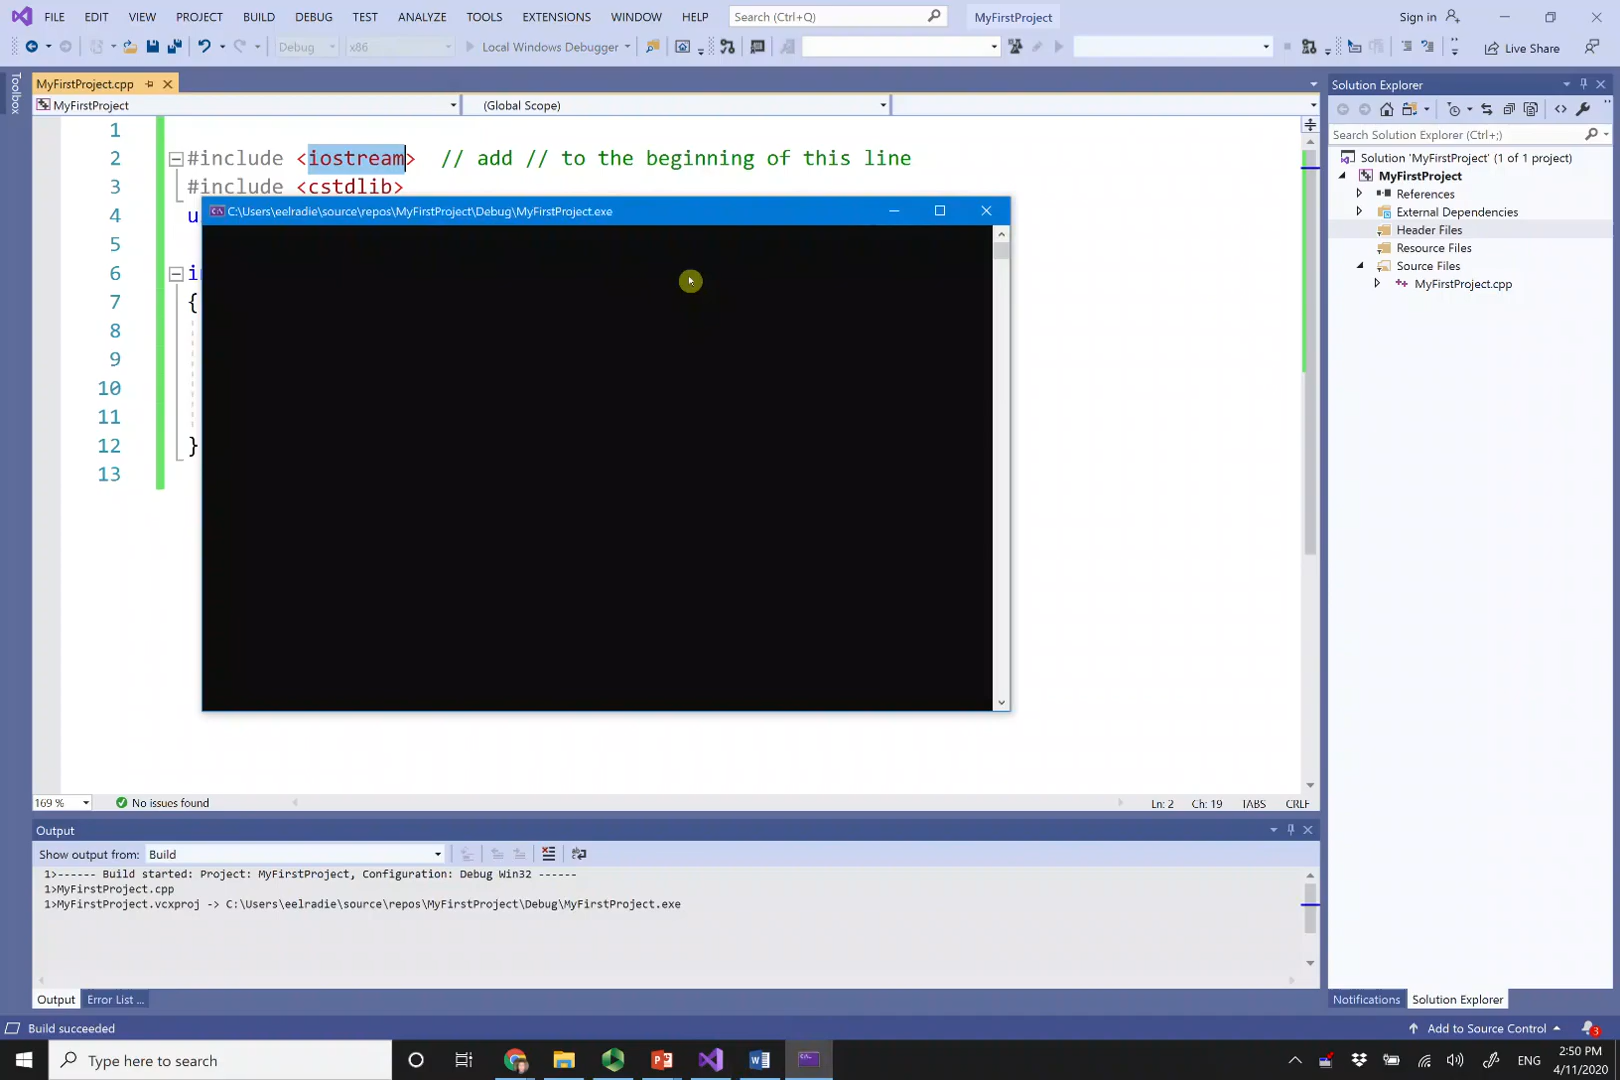 FILE EDIT VIEW PROJECT BUILD DEBUG TEST ANALYZE TOOLS EXTENSIONS WINDOW HELP Search (Ctrl+Q) MyFirstProject Sign in
Debug x86 Local Windows Debugger Live Share
Toolbox
MyFirstProject.cpp
MyFirstProject (Global Scope)
1
2 #include <iostream> // add // to the beginning of this line
3 #include <cstdlib>
4 u
5
6 i
7 {
8
9
10
11
12 }
13
C:\Users\eelradie\source\repos\MyFirstProject\Debug\MyFirstProject.exe
169 % No issues found Ln: 2 Ch: 19 TABS CRLF
Output
Show output from: Build
1>------ Build started: Project: MyFirstProject, Configuration: Debug Win32 ------
1>MyFirstProject.cpp
1>MyFirstProject.vcxproj -> C:\Users\eelradie\source\repos\MyFirstProject\Debug\MyFirstProject.exe
Output Error List ...
Solution Explorer
Search Solution Explorer (Ctrl+;)
Solution 'MyFirstProject' (1 of 1 project)
MyFirstProject
References
External Dependencies
Header Files
Resource Files
Source Files
MyFirstProject.cpp
Notifications Solution Explorer
Build succeeded Add to Source Control 3
Type here to search ENG 2:50 PM
4/11/2020